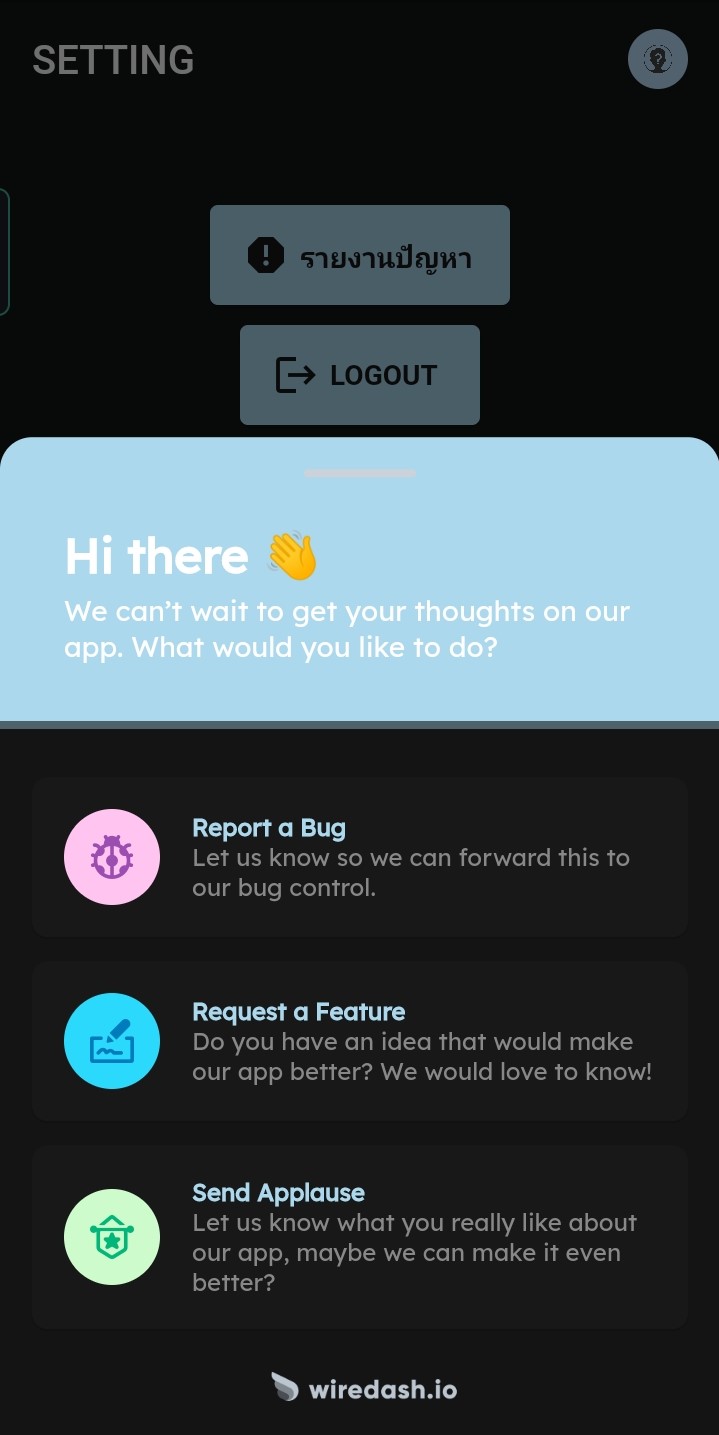 SETTING
รายงานปัญหา
LOGOUT
Hi there 👋
We can’t wait to get your thoughts on our
app. What would you like to do?
Report a Bug
Let us know so we can forward this to
our bug control.
Request a Feature
Do you have an idea that would make
our app better? We would love to know!
Send Applause
Let us know what you really like about
our app, maybe we can make it even
better?
wiredash.io